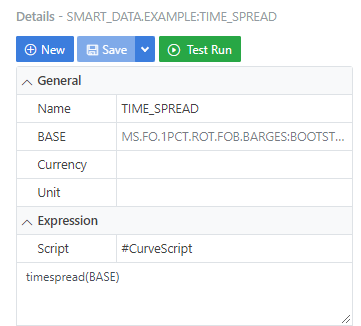 Details - SMART_DATA.EXAMPLE:TIME_SPREAD
New Save Test Run
General
Name TIME_SPREAD
BASE MS.FO.1PCT.ROT.FOB.BARGES:BOOTST...
Currency
Unit
Expression
Script #CurveScript
timespread(BASE)